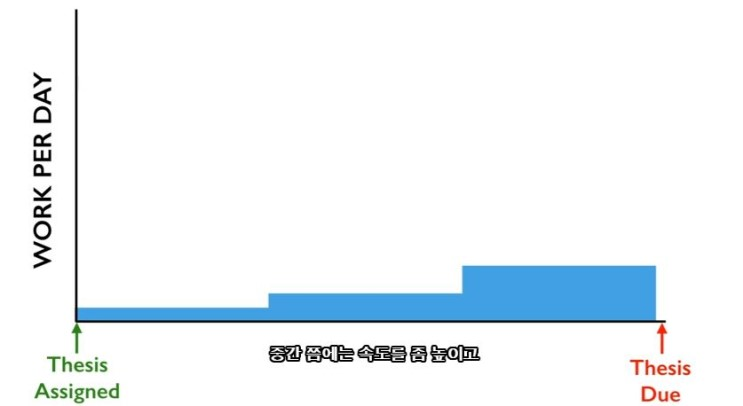 WORK PER DAY
중간 쯤에는 속도를 좀 높이고
Thesis
Assigned
Thesis
Due